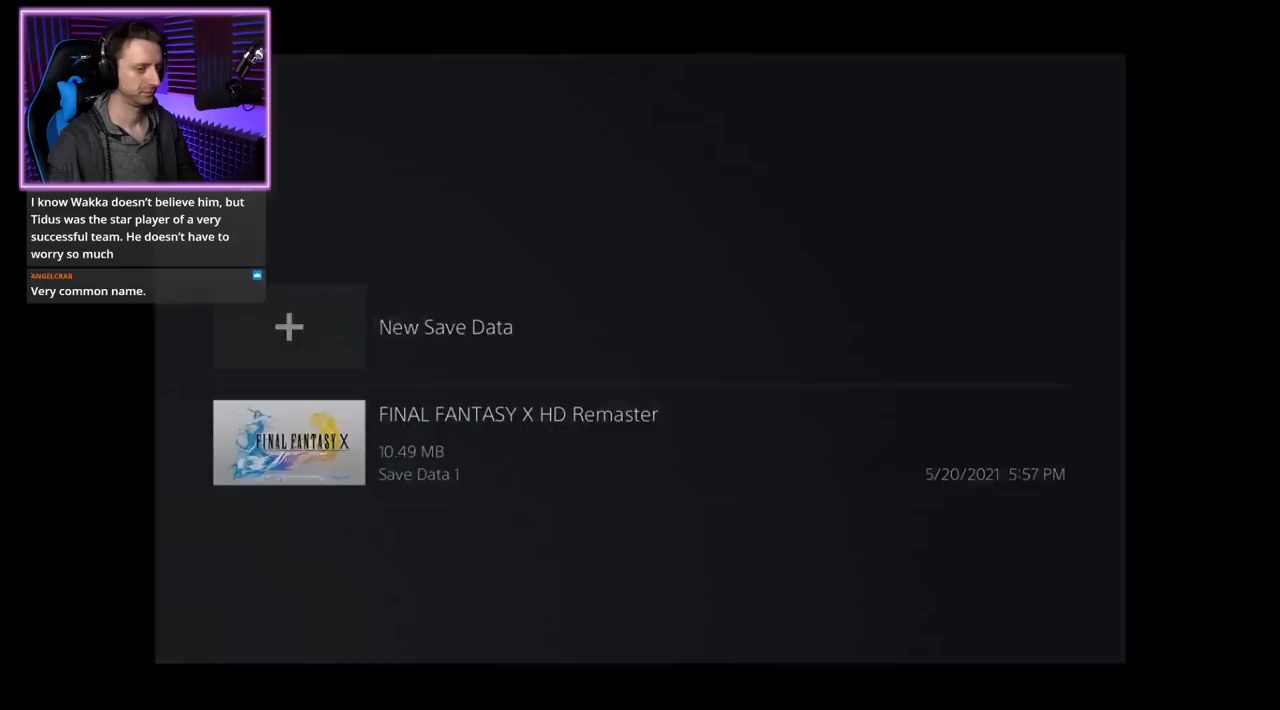 I know Wakka doesn’t believe him, but
Tidus was the star player of a very
successful team. He doesn’t have to
worry so much
ANGELCRAB
Very common name.
New Save Data
FINAL FANTASY X
FINAL FANTASY X HD Remaster
10.49 MB
Save Data 1
5/20/2021 5:57 PM